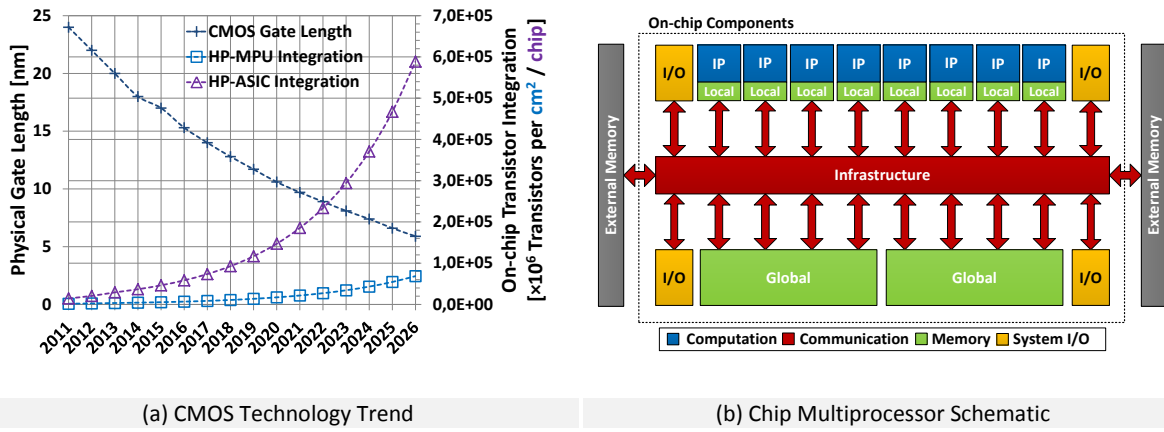 Physical Gate Length [nm]
25
20
15
10
5
0
CMOS Gate Length
HP-MPU Integration
HP-ASIC Integration
7,0E+05
6,0E+05
5,0E+05
4,0E+05
3,0E+05
2,0E+05
1,0E+05
0,0E+00
On-chip Transistor Integration
[×10⁶ Transistors per cm² / chip]
2011
2012
2013
2014
2015
2016
2017
2018
2019
2020
2021
2022
2023
2024
2025
2026
On-chip Components
External Memory
I/O
IP
IP
IP
IP
IP
IP
IP
IP
I/O
Local
Local
Local
Local
Local
Local
Local
Local
Infrastructure
External Memory
I/O
Global
Global
I/O
Computation
Communication
Memory
System I/O
(a) CMOS Technology Trend
(b) Chip Multiprocessor Schematic